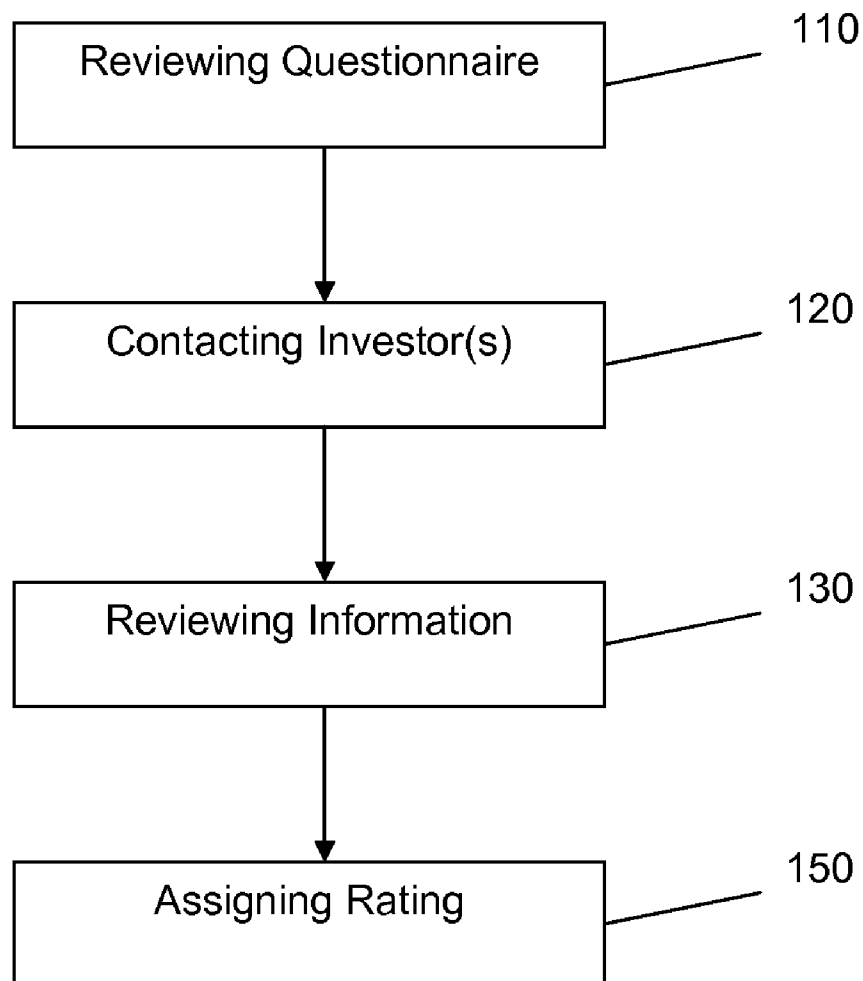 110
Reviewing Questionnaire
120
Contacting Investor(s)
130
Reviewing Information
150
Assigning Rating